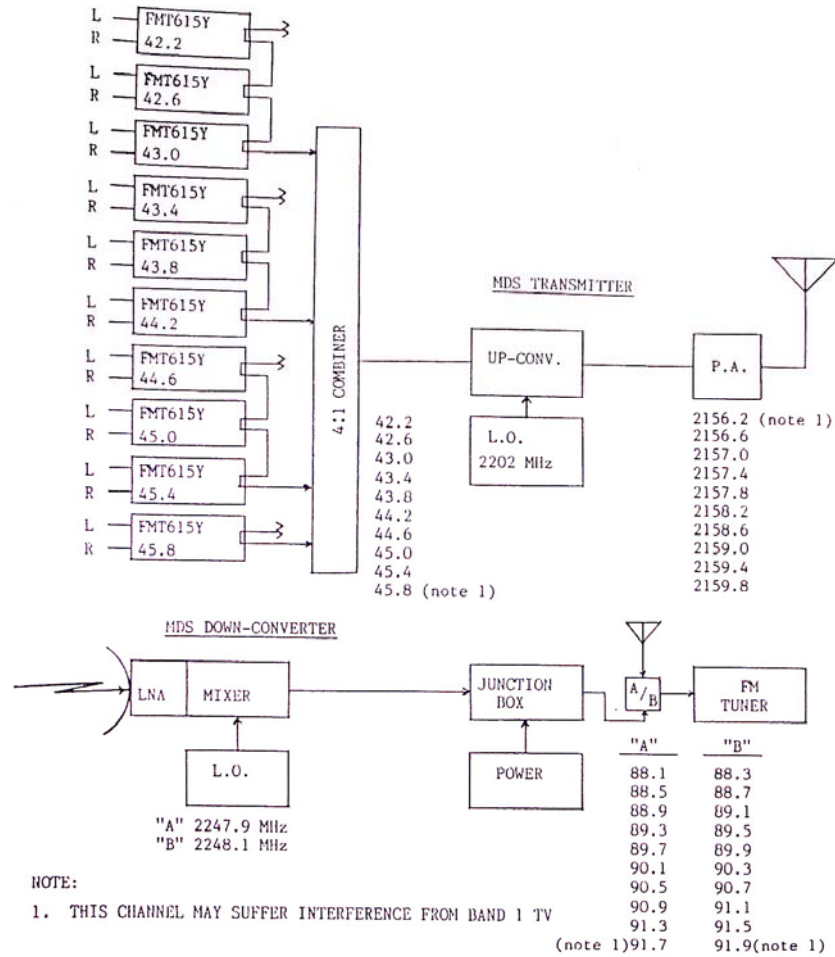 L
R
FMT615Y
42.2
L
R
FMT615Y
42.6
L
R
FMT615Y
43.0
L
R
FMT615Y
43.4
L
R
FMT615Y
43.8
L
R
FMT615Y
44.2
L
R
FMT615Y
44.6
L
R
FMT615Y
45.0
L
R
FMT615Y
45.4
L
R
FMT615Y
45.8
4:1 COMBINER
42.2
42.6
43.0
43.4
43.8
44.2
44.6
45.0
45.4
45.8 (note 1)
MDS TRANSMITTER
UP-CONV.
L.O.
2202 MHz
P.A.
2156.2 (note 1)
2156.6
2157.0
2157.4
2157.8
2158.2
2158.6
2159.0
2159.4
2159.8
MDS DOWN-CONVERTER
LNA
MIXER
L.O.
"A" 2247.9 MHz
"B" 2248.1 MHz
JUNCTION
BOX
POWER
A/B
FM
TUNER
"A" "B"
88.1 88.3
88.5 88.7
88.9 89.1
89.3 89.5
89.7 89.9
90.1 90.3
90.5 90.7
90.9 91.1
91.3 91.5
(note 1)91.7 91.9(note 1)
NOTE:
1. THIS CHANNEL MAY SUFFER INTERFERENCE FROM BAND 1 TV